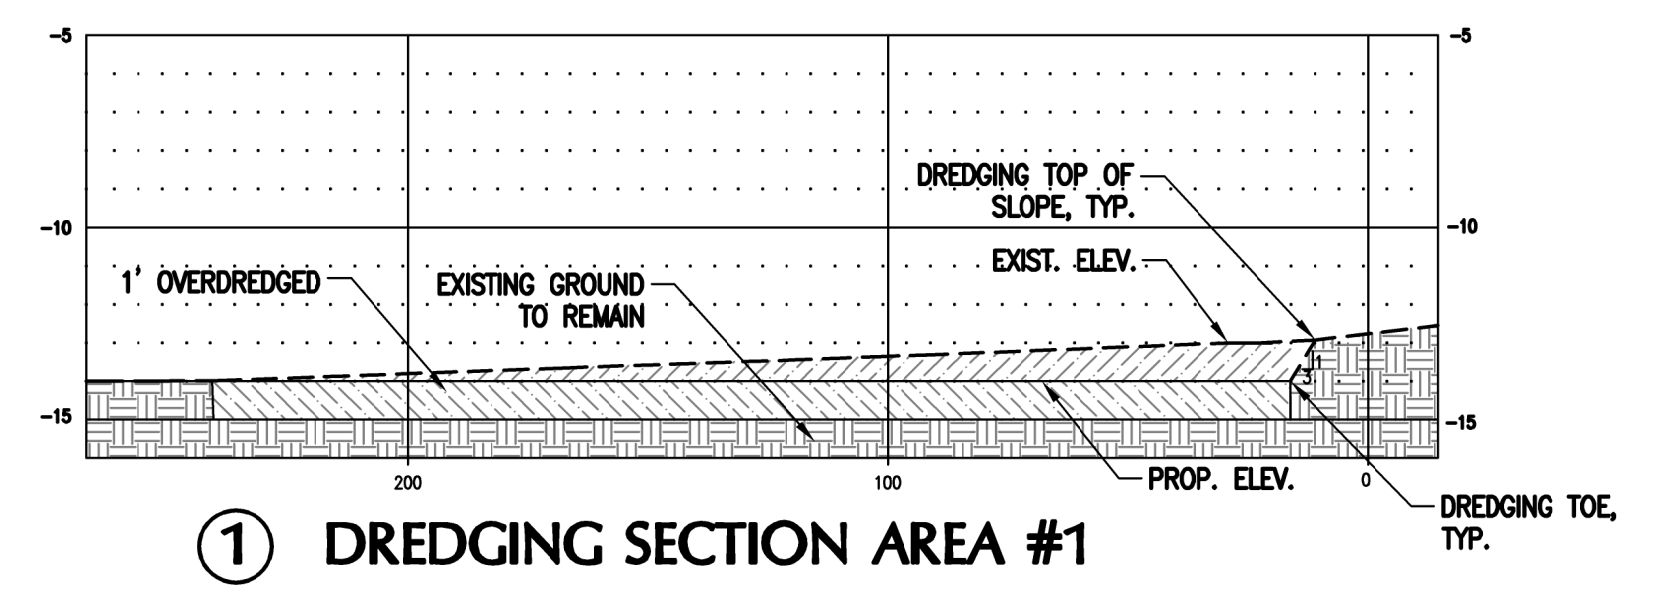 -5
-5
DREDGING TOP OF
SLOPE, TYP.
-10
-10
EXIST. ELEV.
1' OVERDREDGED
EXISTING GROUND
TO REMAIN
1
3
-15
-15
200
100
0
PROP. ELEV.
DREDGING TOE,
TYP.
1 DREDGING SECTION AREA #1